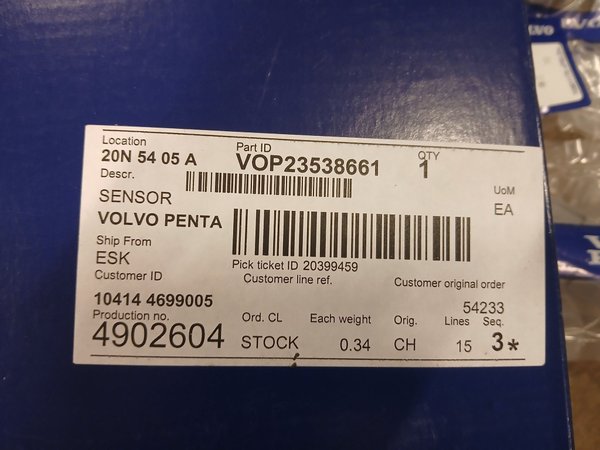 Location
Part ID
QTY
20N 54 05 A
VOP23538661
1
Descr.
UoM
SENSOR
EA
VOLVO PENTA
Ship From
ESK
Pick ticket ID 20399459
Customer ID
Customer line ref.
Customer original order
10414 4699005
54233
Production no.
Ord. CL
Each weight
Orig.
Lines
Seq.
4902604
STOCK
0.34
CH
15
3*